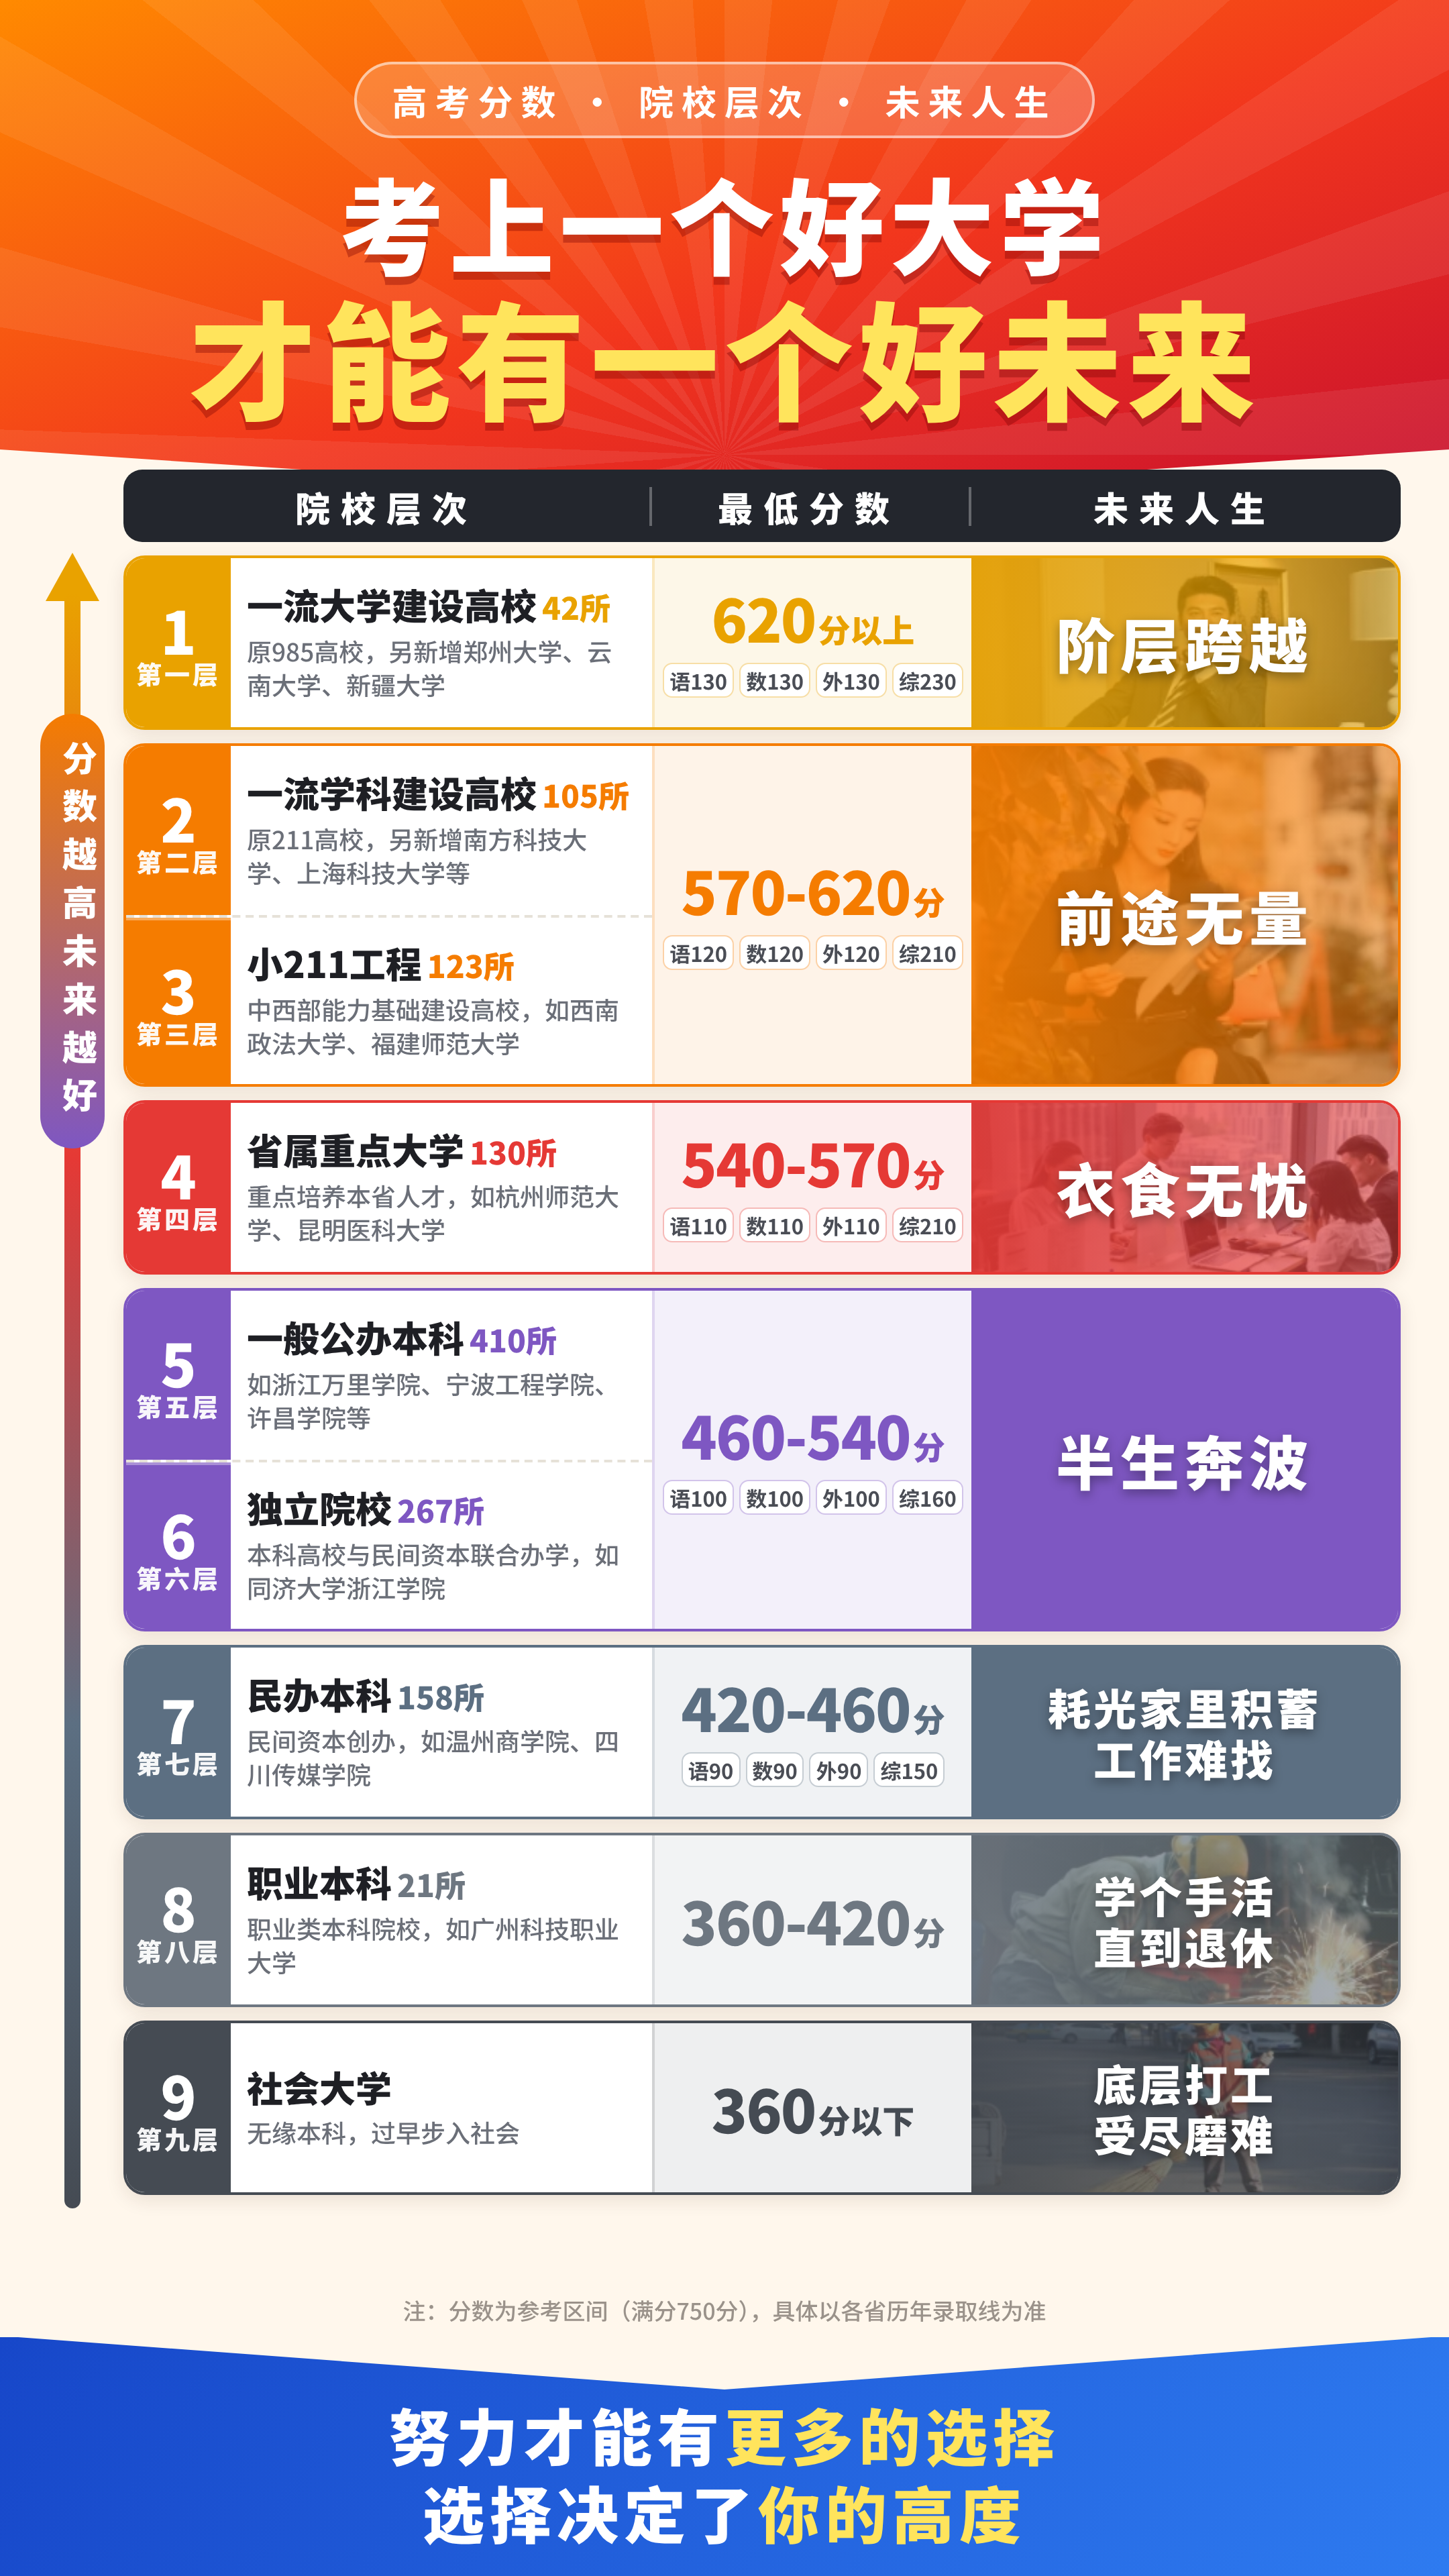 高考分数 · 院校层次 · 未来人生
考上一个好大学
才能有一个好未来
院校层次 最低分数 未来人生
分数越高未来越好
1
第一层
一流大学建设高校 42所
原985高校，另新增郑州大学、云
南大学、新疆大学
620分以上
语130 数130 外130 综230
阶层跨越
2
第二层
一流学科建设高校 105所
原211高校，另新增南方科技大
学、上海科技大学等
3
第三层
小211工程 123所
中西部能力基础建设高校，如西南
政法大学、福建师范大学
570-620分
语120 数120 外120 综210
前途无量
4
第四层
省属重点大学 130所
重点培养本省人才，如杭州师范大
学、昆明医科大学
540-570分
语110 数110 外110 综210
衣食无忧
5
第五层
一般公办本科 410所
如浙江万里学院、宁波工程学院、
许昌学院等
6
第六层
独立院校 267所
本科高校与民间资本联合办学，如
同济大学浙江学院
460-540分
语100 数100 外100 综160
半生奔波
7
第七层
民办本科 158所
民间资本创办，如温州商学院、四
川传媒学院
420-460分
语90 数90 外90 综150
耗光家里积蓄
工作难找
8
第八层
职业本科 21所
职业类本科院校，如广州科技职业
大学
360-420分
学个手活
直到退休
9
第九层
社会大学
无缘本科，过早步入社会
360分以下
底层打工
受尽磨难
注：分数为参考区间（满分750分），具体以各省历年录取线为准
努力才能有更多的选择
选择决定了你的高度